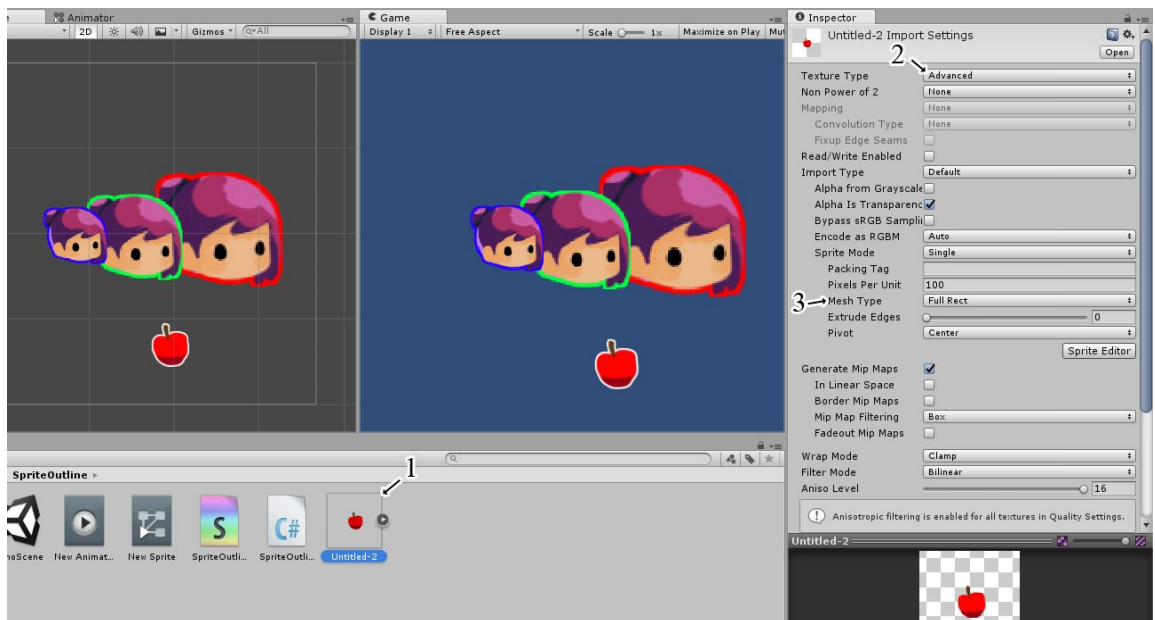 Animator
Game
Inspector
2D
Gizmos
All
Display 1
Free Aspect
Scale
1x
Maximize on Play
Untitled-2 Import Settings
Open
2
Texture Type
Advanced
Non Power of 2
None
Mapping
None
Convolution Type
None
Fixup Edge Seams
Read/Write Enabled
Import Type
Default
Alpha from Grayscale
Alpha Is Transparenc
Bypass sRGB Sampli
Encode as RGBM
Auto
Sprite Mode
Single
Packing Tag
Pixels Per Unit
100
3
Mesh Type
Full Rect
Extrude Edges
0
Pivot
Center
Sprite Editor
Generate Mip Maps
In Linear Space
Border Mip Maps
Mip Map Filtering
Box
Fadeout Mip Maps
Wrap Mode
Clamp
Filter Mode
Bilinear
Aniso Level
16
Anisotropic filtering is enabled for all textures in Quality Settings.
Untitled-2
1
SpriteOutline
S
C#
noScene
New Animat...
New Sprite
SpriteOutli...
SpriteOutli...
Untitled-2